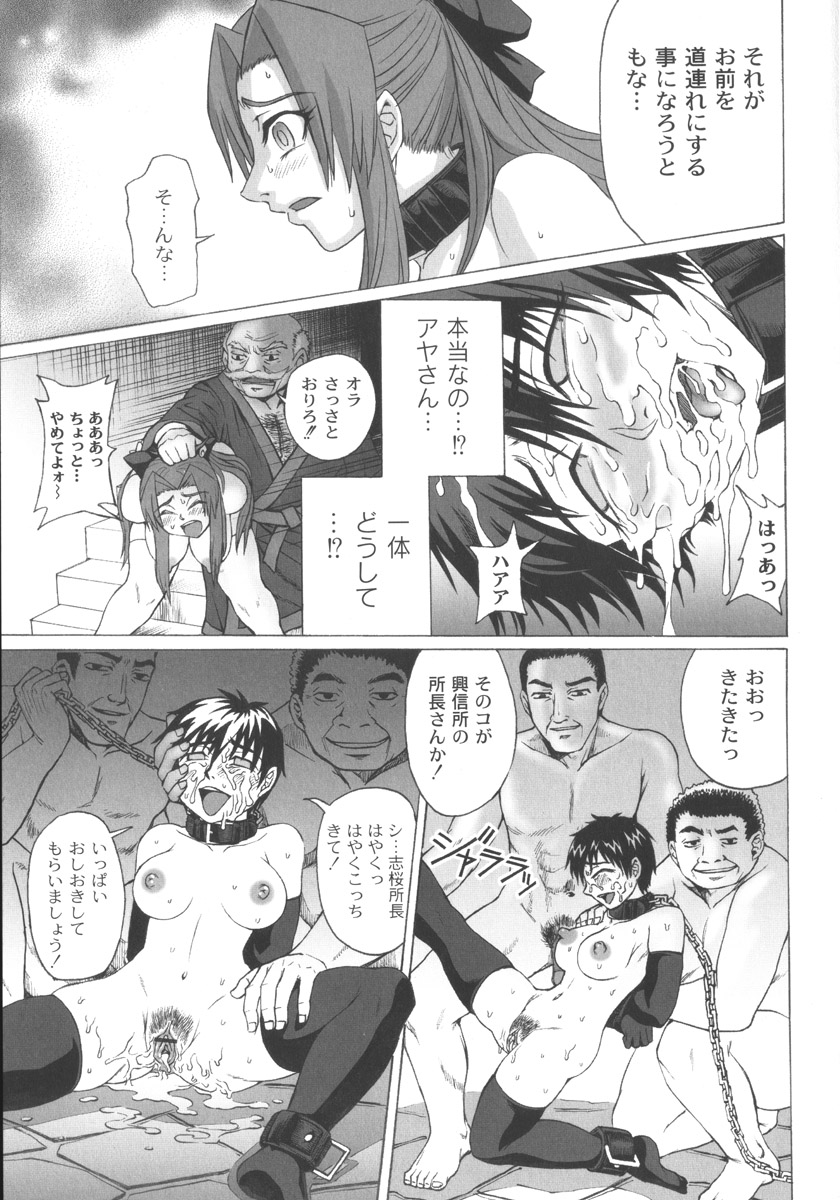 それが
お前を
道連れにする
事になろうと
もな…
そ…んな…
はっあっ
ハアア
本当なの…!?
アヤさん…
一体
どうして
…!?
オラ
さっさと
おりろ!!
あああっ
ちょっと…
やめてよォ～
おおっ
きたきたっ
そのコが
興信所の
所長さんか!
ジャララッ
シ…志桜所長
はやくっ
はやくこっち
きて!
いっぱい
おしおきして
もらいましょう!